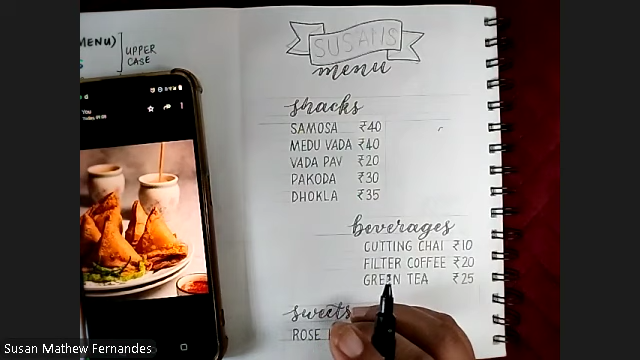 MENU)
UPPER
CASE
You
SUSANS
menu
snacks
SAMOSA ₹40
MEDU VADA ₹40
VADA PAV ₹20
PAKODA ₹30
DHOKLA ₹35
beverages
CUTTING CHAI ₹10
FILTER COFFEE ₹20
GREEN TEA ₹25
sweets
ROSE
Susan Mathew Fernandes